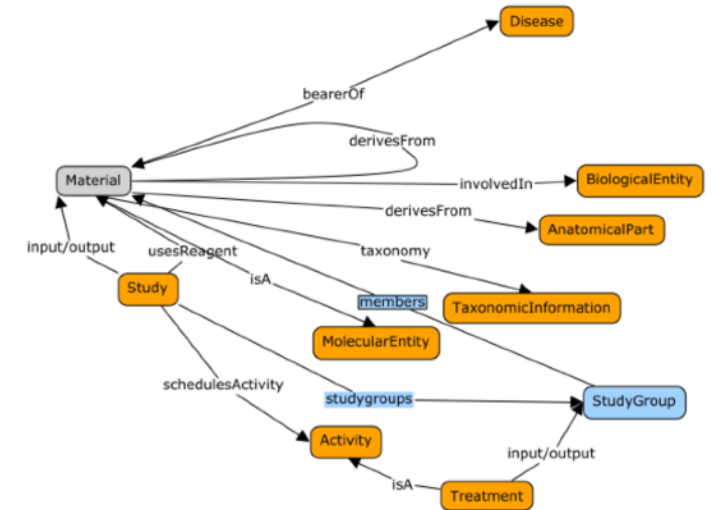 Disease
bearerOf
derivesFrom
Material
involvedIn
BiologicalEntity
derivesFrom
AnatomicalPart
input/output
usesReagent
taxonomy
isA
Study
members
TaxonomicInformation
MolecularEntity
schedulesActivity
studygroups
StudyGroup
Activity
input/output
isA
Treatment